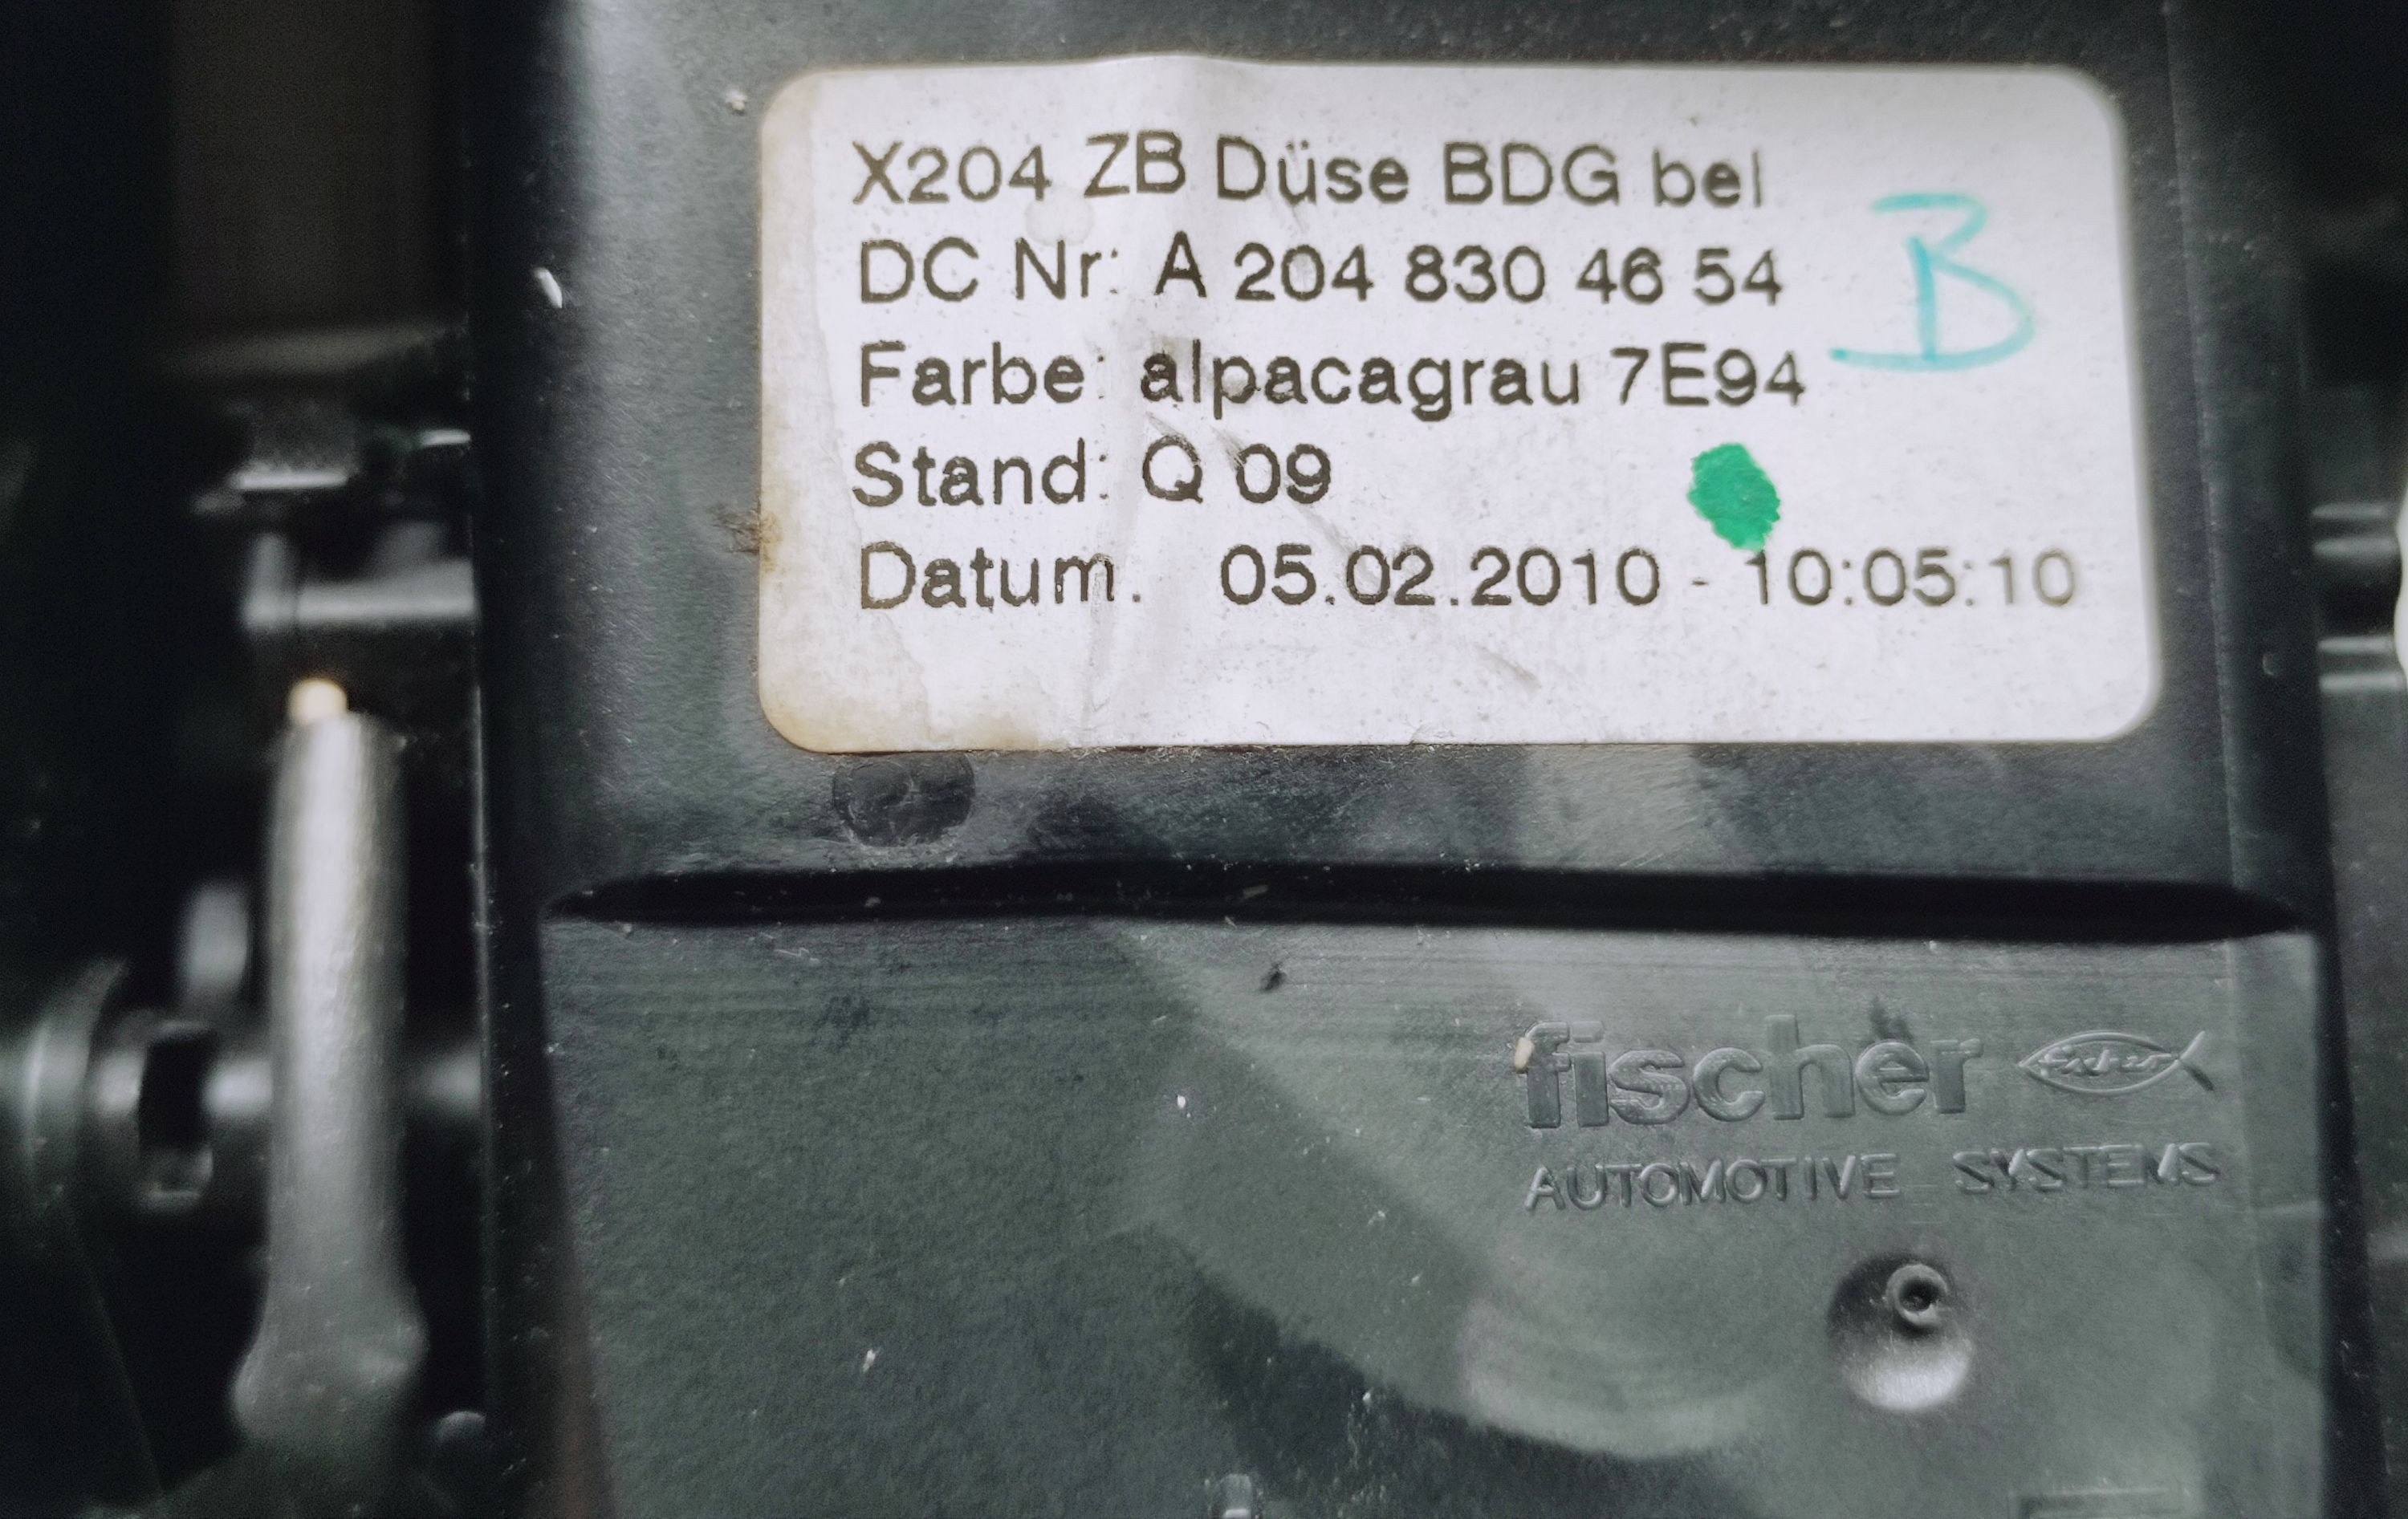 X204 ZB Düse BDG bel
DC Nr: A 204 830 46 54
B
Farbe: alpacagrau 7E94
Stand: Q 09
Datum. 05.02.2010 - 10:05:10
fischer
fischer
AUTOMOTIVE SYSTEMS